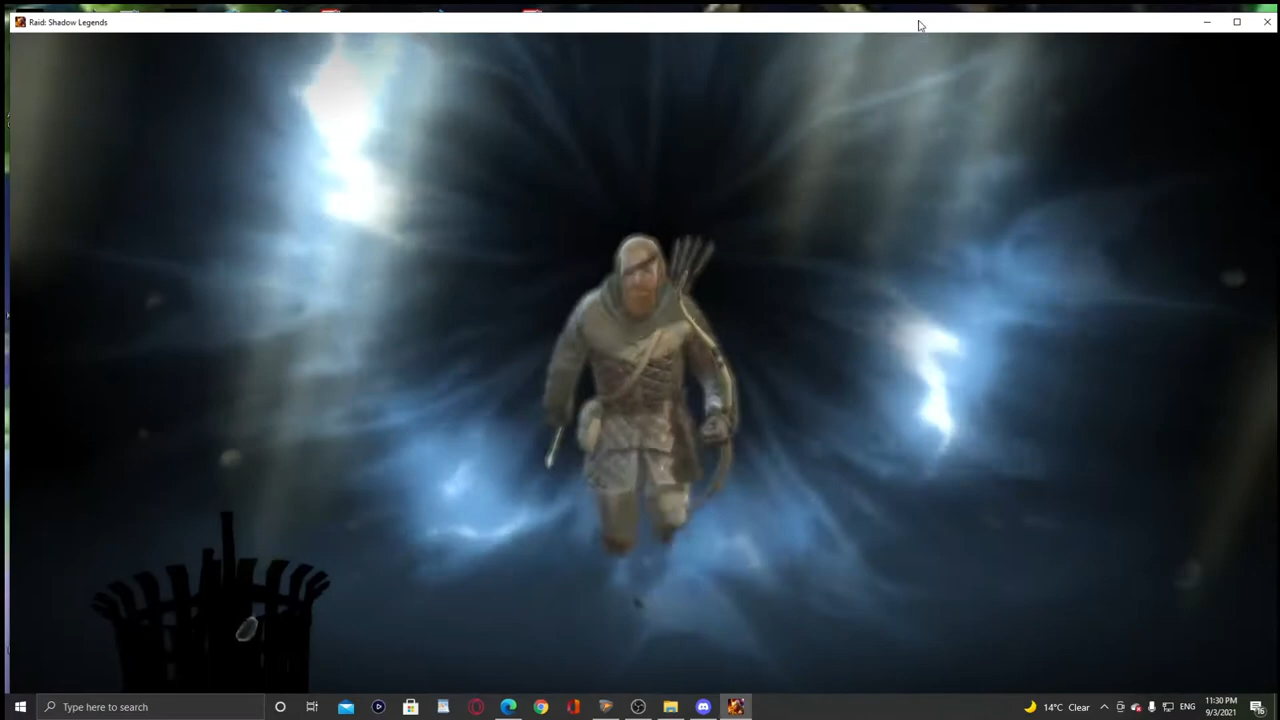 Raid: Shadow Legends
Type here to search
14°C Clear
ENG
11:30 PM
9/3/2021